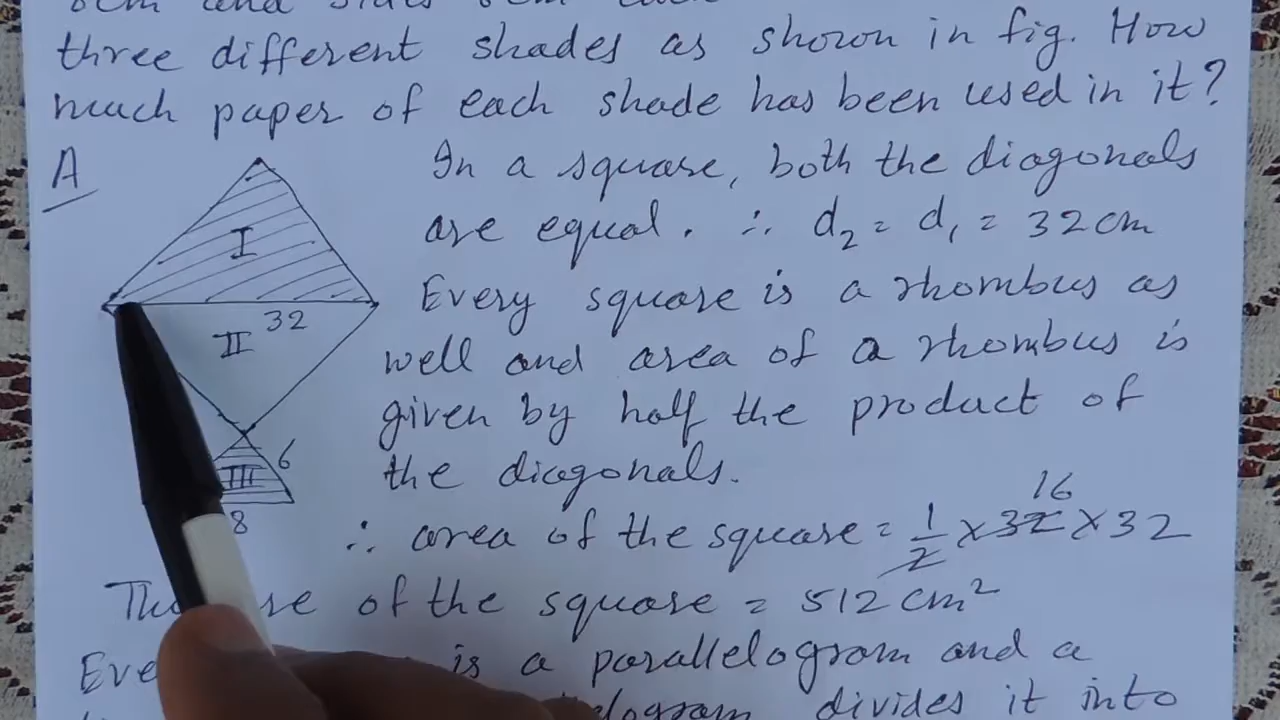 three different shades as shown in fig. How
much paper of each shade has been used in it?
A
In a square, both the diagonals
are equal. ∴ d₂ = d₁ = 32 cm
I
Every square is a rhombus as
32
II
well and area of a rhombus is
given by half the product of
6
III
the diagonals.
8
16
∴ area of the square = 1/2 × 32 × 32
of the square = 512 cm²
is a parallelogram and a
divides it into